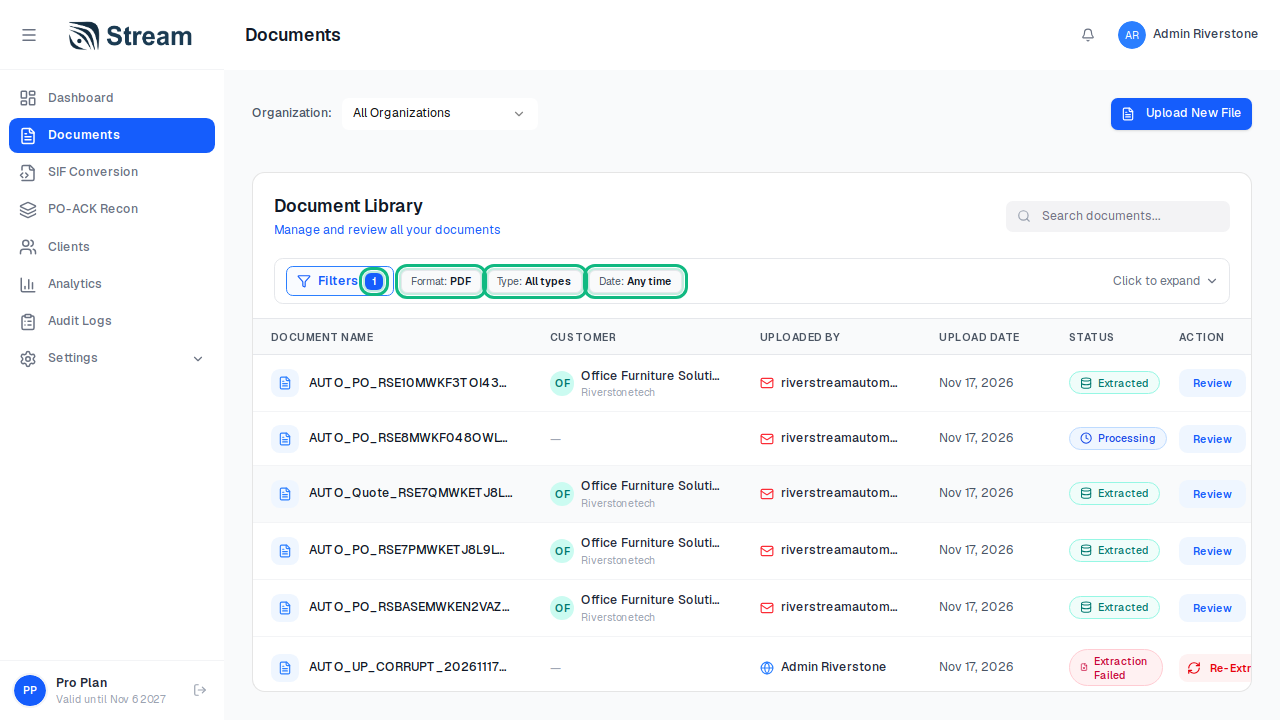 Stream
Documents
AR
Admin Riverstone
Dashboard
Documents
SIF Conversion
PO-ACK Recon
Clients
Analytics
Audit Logs
Settings
PP
Pro Plan
Valid until Nov 6 2027
Organization:
All Organizations
Upload New File
Document Library
Manage and review all your documents
Search documents...
Filters
1
Format: PDF
Type: All types
Date: Any time
Click to expand
DOCUMENT NAME
CUSTOMER
UPLOADED BY
UPLOAD DATE
STATUS
ACTION
AUTO_PO_RSE10MWKF3TOI43...
OF
Office Furniture Soluti...
Riverstonetech
riverstreamautom...
Nov 17, 2026
Extracted
Review
AUTO_PO_RSE8MWKF048OWL...
—
riverstreamautom...
Nov 17, 2026
Processing
Review
AUTO_Quote_RSE7QMWKETJ8L...
OF
Office Furniture Soluti...
Riverstonetech
riverstreamautom...
Nov 17, 2026
Extracted
Review
AUTO_PO_RSE7PMWKETJ8L9L...
OF
Office Furniture Soluti...
Riverstonetech
riverstreamautom...
Nov 17, 2026
Extracted
Review
AUTO_PO_RSBASEMWKEN2VAZ...
OF
Office Furniture Soluti...
Riverstonetech
riverstreamautom...
Nov 17, 2026
Extracted
Review
AUTO_UP_CORRUPT_20261117...
—
Admin Riverstone
Nov 17, 2026
Extraction
Failed
Re-Extr